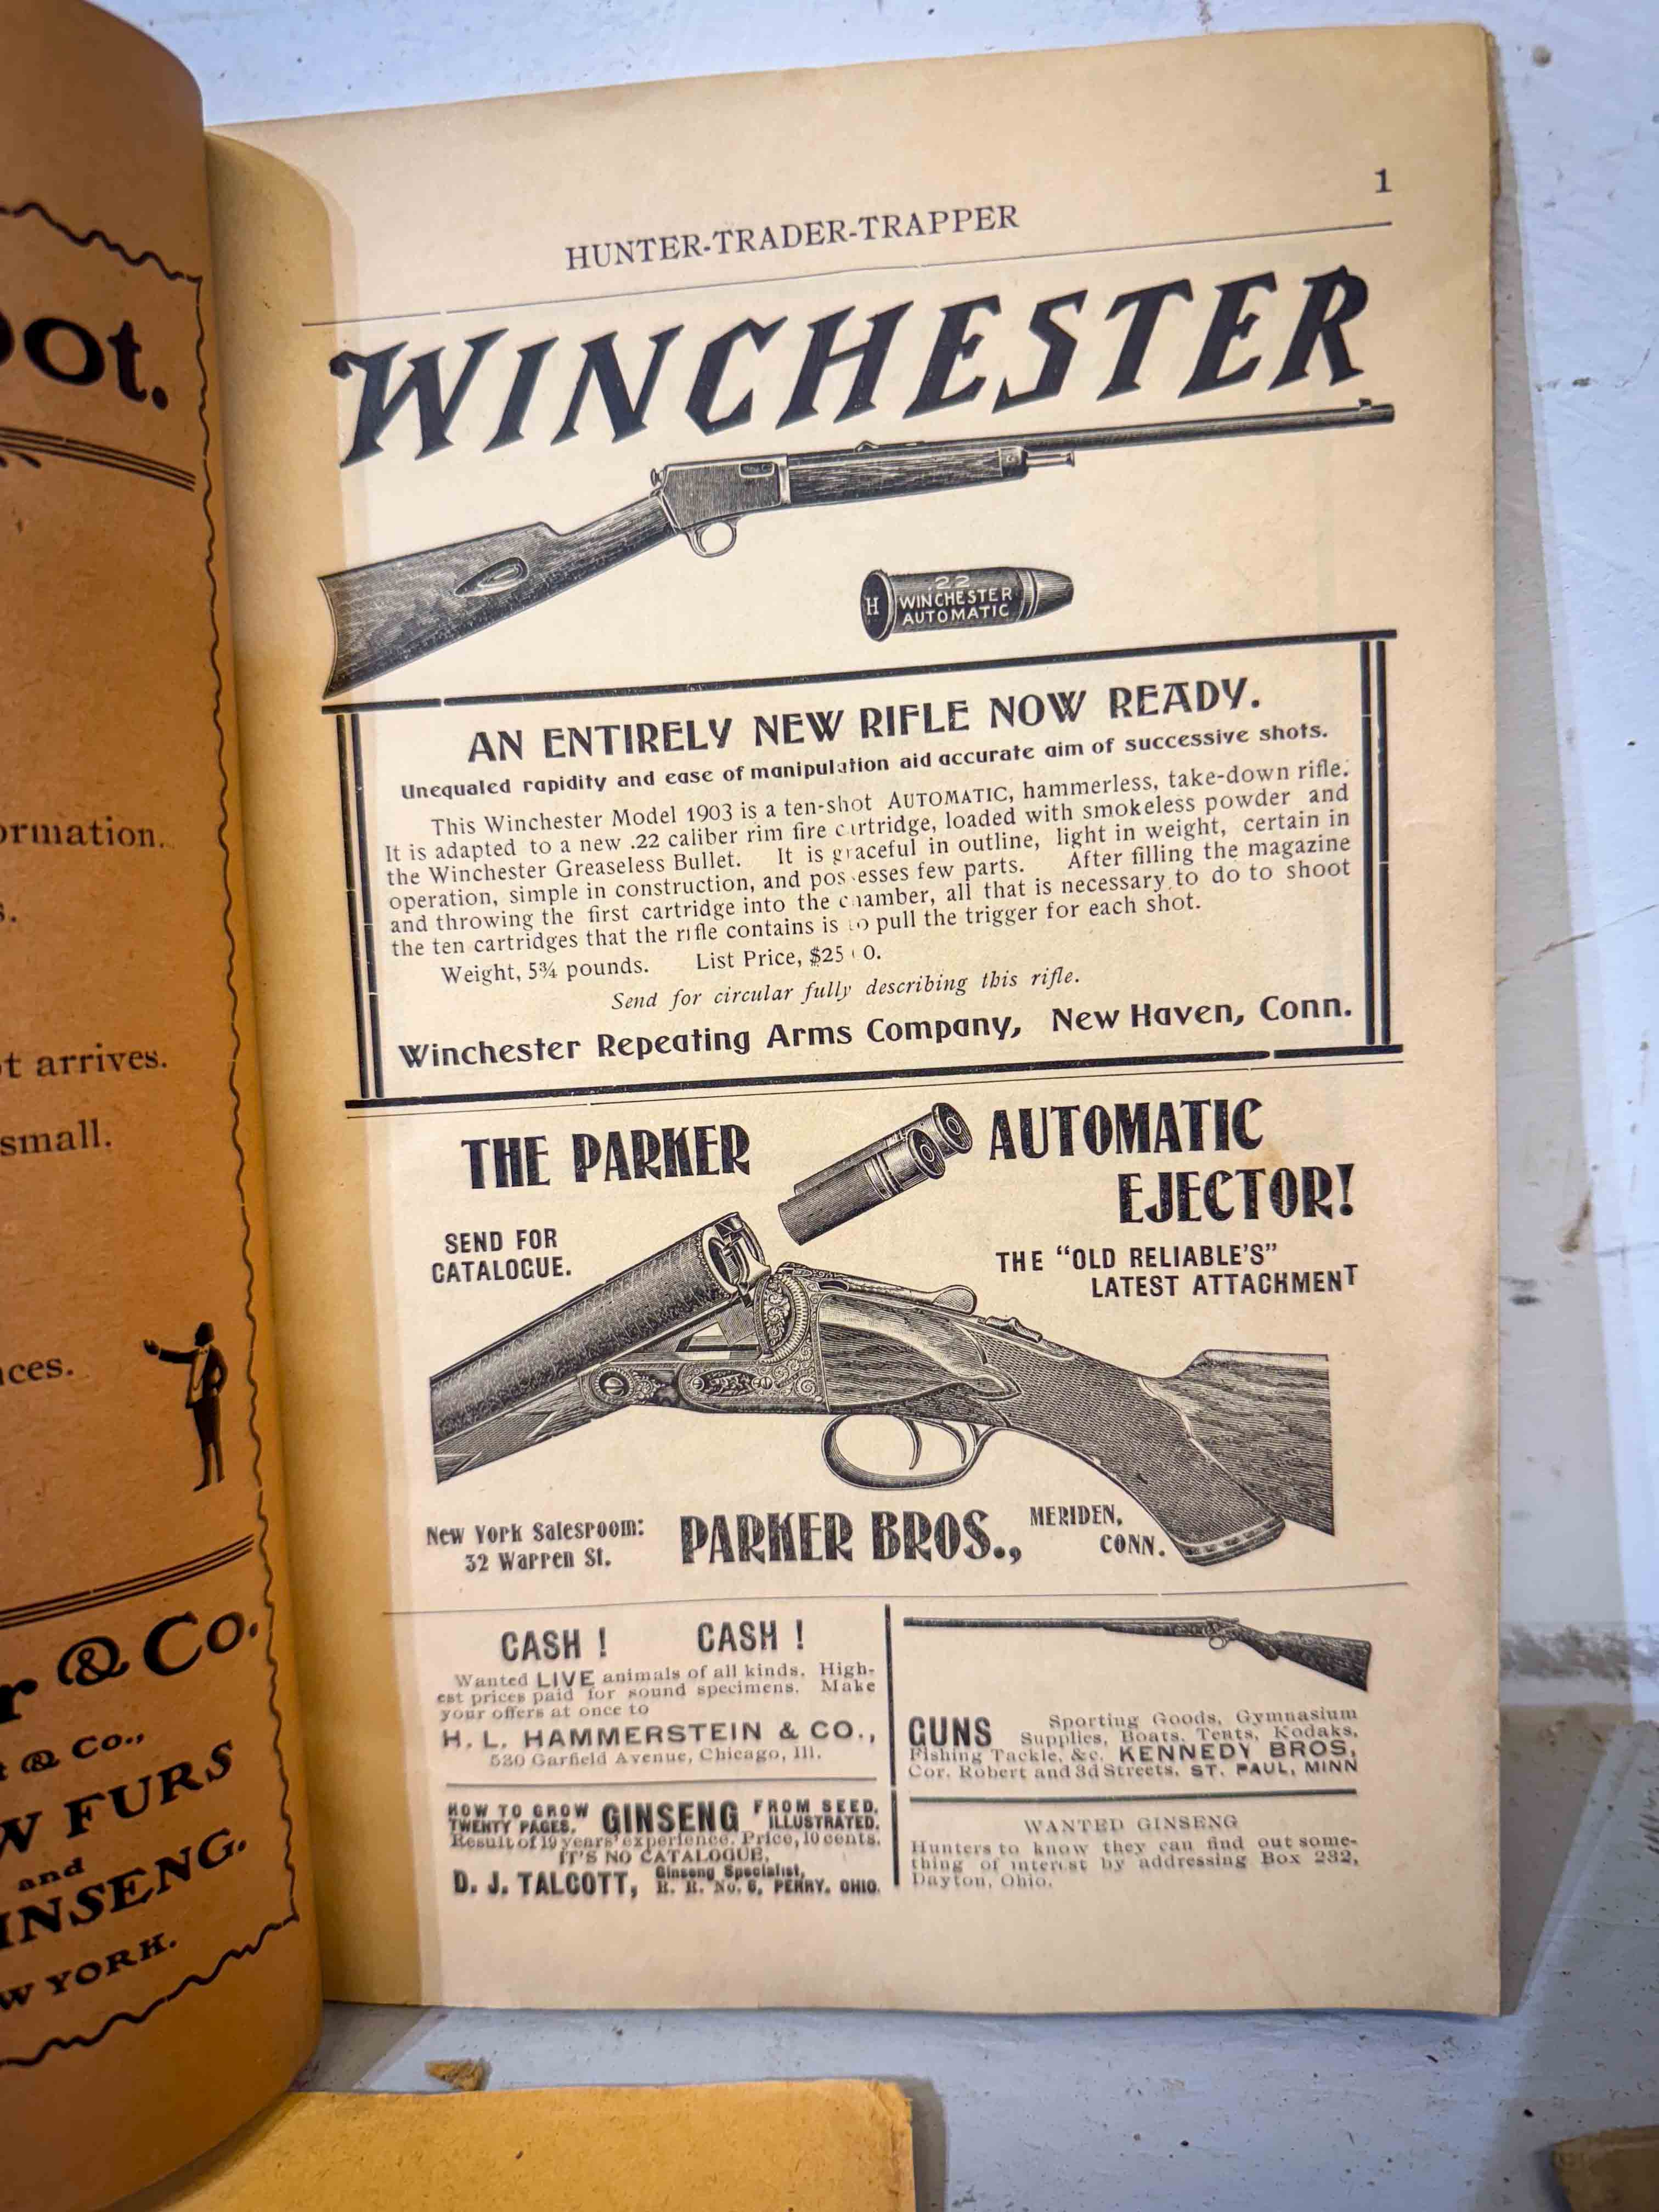 ot.
ormation.
s.
t arrives.
small.
ces.
r & Co.
t & Co.,
W FURS
and
INSENG.
W YORK.
1
HUNTER-TRADER-TRAPPER
WINCHESTER
H
.22
WINCHESTER
AUTOMATIC
AN ENTIRELY NEW RIFLE NOW READY.
Unequaled rapidity and ease of manipulation aid accurate aim of successive shots.
This Winchester Model 1903 is a ten-shot AUTOMATIC, hammerless, take-down rifle.
It is adapted to a new .22 caliber rim fire cartridge, loaded with smokeless powder and
the Winchester Greaseless Bullet. It is graceful in outline, light in weight, certain in
operation, simple in construction, and possesses few parts. After filling the magazine
and throwing the first cartridge into the chamber, all that is necessary to do to shoot
the ten cartridges that the rifle contains is to pull the trigger for each shot.
Weight, 5¾ pounds. List Price,
Send for circular fully describing this rifle.
Winchester Repeating Arms Company, New Haven, Conn.
THE PARKER AUTOMATIC
EJECTOR!
SEND FOR
CATALOGUE.
THE "OLD RELIABLE'S"
LATEST ATTACHMENT
New York Salesroom:
32 Warren St.
PARKER BROS.,
MERIDEN,
CONN.
CASH! CASH!
Wanted LIVE animals of all kinds. High-
est prices paid for sound specimens. Make
your offers at once to
H. L. HAMMERSTEIN & CO.,
530 Garfield Avenue, Chicago, Ill.
HOW TO GROW GINSENG FROM SEED.
TWENTY PAGES. ILLUSTRATED.
Result of 19 years' experience. Price, 10 cents.
IT'S NO CATALOGUE.
D. J. TALCOTT, Ginseng Specialist,
R. R. No. 6, PERRY, OHIO.
GUNS Sporting Goods, Gymnasium
Supplies, Boats, Tents, Kodaks,
Fishing Tackle, &c. KENNEDY BROS,
Cor. Robert and 3d Streets, ST. PAUL, MINN
WANTED GINSENG
Hunters to know they can find out some-
thing of interest by addressing Box 232,
Dayton, Ohio.